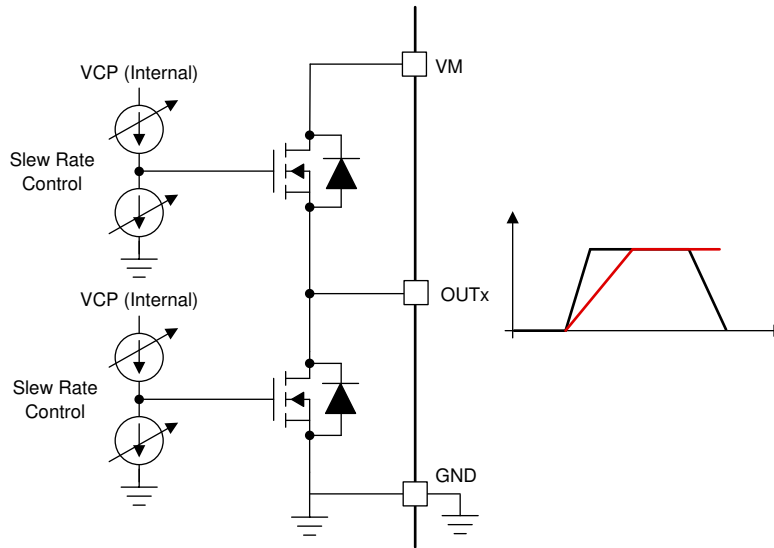 VM
VCP (Internal)
Slew Rate
Control
OUTx
VCP (Internal)
Slew Rate
Control
GND